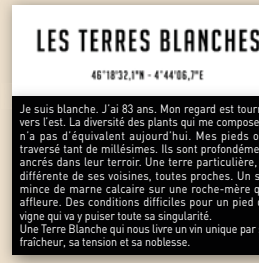 LES TERRES BLANCHES
46°18'32,1"N - 4°44'06,7"E
Je suis blanche. J'ai 83 ans. Mon regard est tour
vers l'est. La diversité des plants qui me compose
n'a pas d'équivalent aujourd'hui. Mes pieds o
traversé tant de millésimes. Ils sont profondéme
ancrés dans leur terroir. Une terre particulière,
différente de ses voisines, toutes proches. Un s
mince de marne calcaire sur une roche-mère q
affleure. Des conditions difficiles pour un pied
vigne qui va y puiser toute sa singularité.
Une Terre Blanche qui nous livre un vin unique par
fraîcheur, sa tension et sa noblesse.